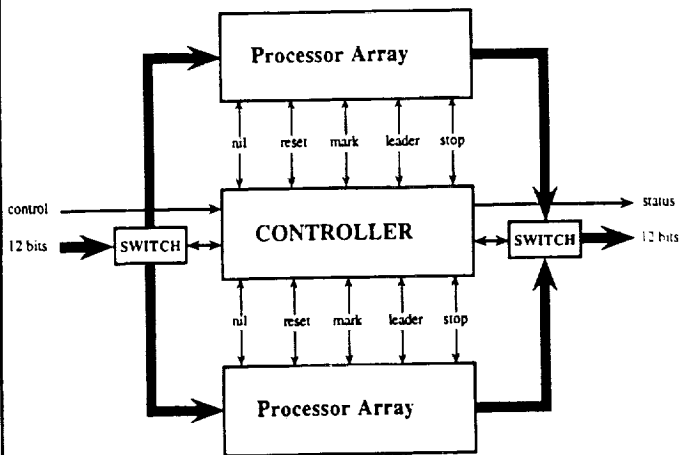 Processor Array
nil reset mark leader stop
control
status
CONTROLLER
12 bits
SWITCH
SWITCH
12 bits
nil reset mark leader stop
Processor Array